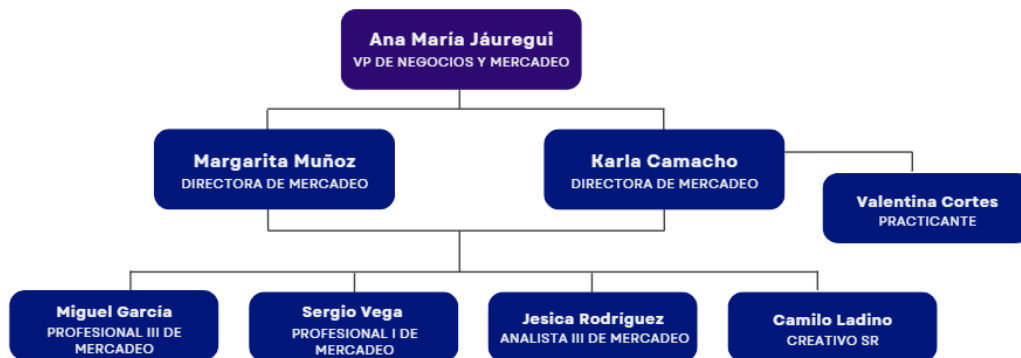 Ana María Jáuregui
VP DE NEGOCIOS Y MERCADEO
Margarita Muñoz
DIRECTORA DE MERCADEO
Karla Camacho
DIRECTORA DE MERCADEO
Valentina Cortes
PRACTICANTE
Miguel García
PROFESIONAL III DE
MERCADEO
Sergio Vega
PROFESIONAL I DE
MERCADEO
Jesica Rodríguez
ANALISTA III DE MERCADEO
Camilo Ladino
CREATIVO SR